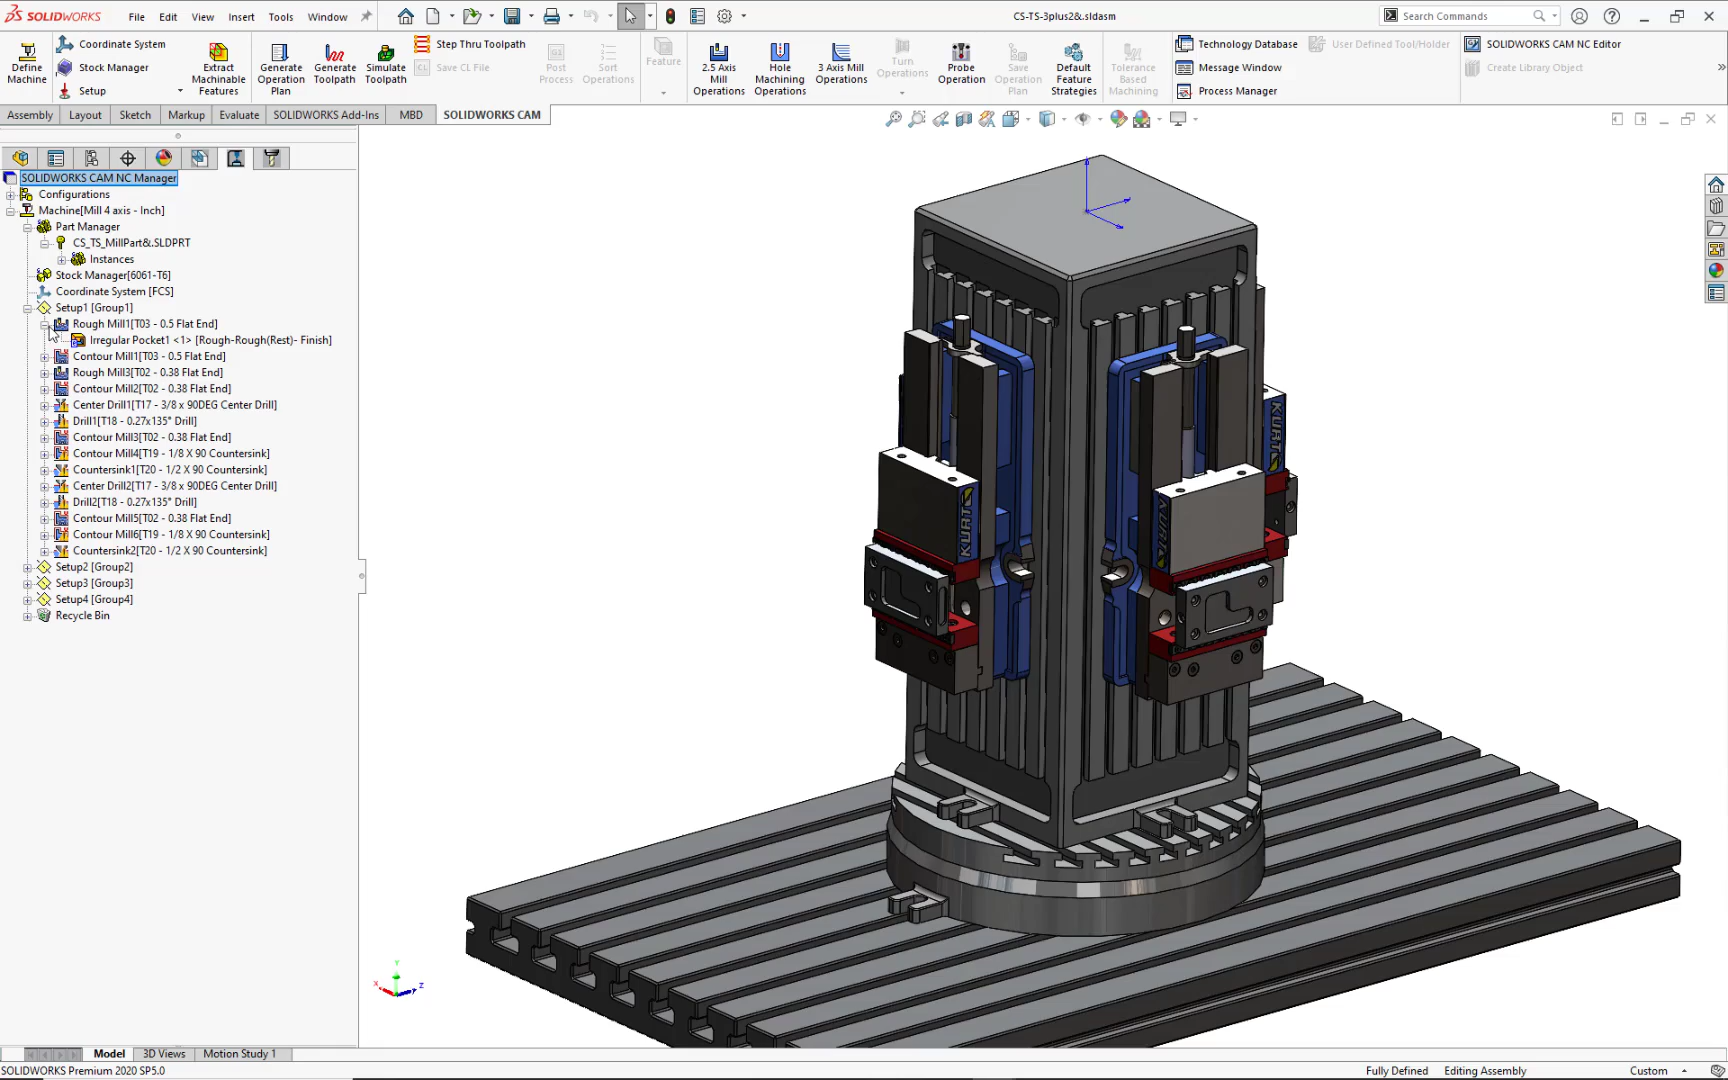 SOLIDWORKS
File Edit View Insert Tools Window
CS-TS-3plus2&.sldasm
Search Commands
Define Machine
Coordinate System
Stock Manager
Setup
Extract Machinable Features
Generate Operation Plan
Generate Toolpath
Simulate Toolpath
Step Thru Toolpath
Save CL File
Post Process
Sort Operations
Feature
2.5 Axis Mill Operations
Hole Machining Operations
3 Axis Mill Operations
Turn Operations
Probe Operation
Save Operation Plan
Default Feature Strategies
Tolerance Based Machining
Technology Database
Message Window
Process Manager
User Defined Tool/Holder
SOLIDWORKS CAM NC Editor
Create Library Object
Assembly Layout Sketch Markup Evaluate SOLIDWORKS Add-Ins MBD SOLIDWORKS CAM
SOLIDWORKS CAM NC Manager
Configurations
Machine[Mill 4 axis - Inch]
Part Manager
CS_TS_MillPart&.SLDPRT
Instances
Stock Manager[6061-T6]
Coordinate System [FCS]
Setup1 [Group1]
Rough Mill1[T03 - 0.5 Flat End]
Irregular Pocket1 <1> [Rough-Rough(Rest)- Finish]
Contour Mill1[T03 - 0.5 Flat End]
Rough Mill3[T02 - 0.38 Flat End]
Contour Mill2[T02 - 0.38 Flat End]
Center Drill1[T17 - 3/8 x 90DEG Center Drill]
Drill1[T18 - 0.27x135° Drill]
Contour Mill3[T02 - 0.38 Flat End]
Contour Mill4[T19 - 1/8 X 90 Countersink]
Countersink1[T20 - 1/2 X 90 Countersink]
Center Drill2[T17 - 3/8 x 90DEG Center Drill]
Drill2[T18 - 0.27x135° Drill]
Contour Mill5[T02 - 0.38 Flat End]
Contour Mill6[T19 - 1/8 X 90 Countersink]
Countersink2[T20 - 1/2 X 90 Countersink]
Setup2 [Group2]
Setup3 [Group3]
Setup4 [Group4]
Recycle Bin
KURT
KURT
KURT
Y
X
Z
Model 3D Views Motion Study 1
SOLIDWORKS Premium 2020 SP5.0
Fully Defined Editing Assembly Custom